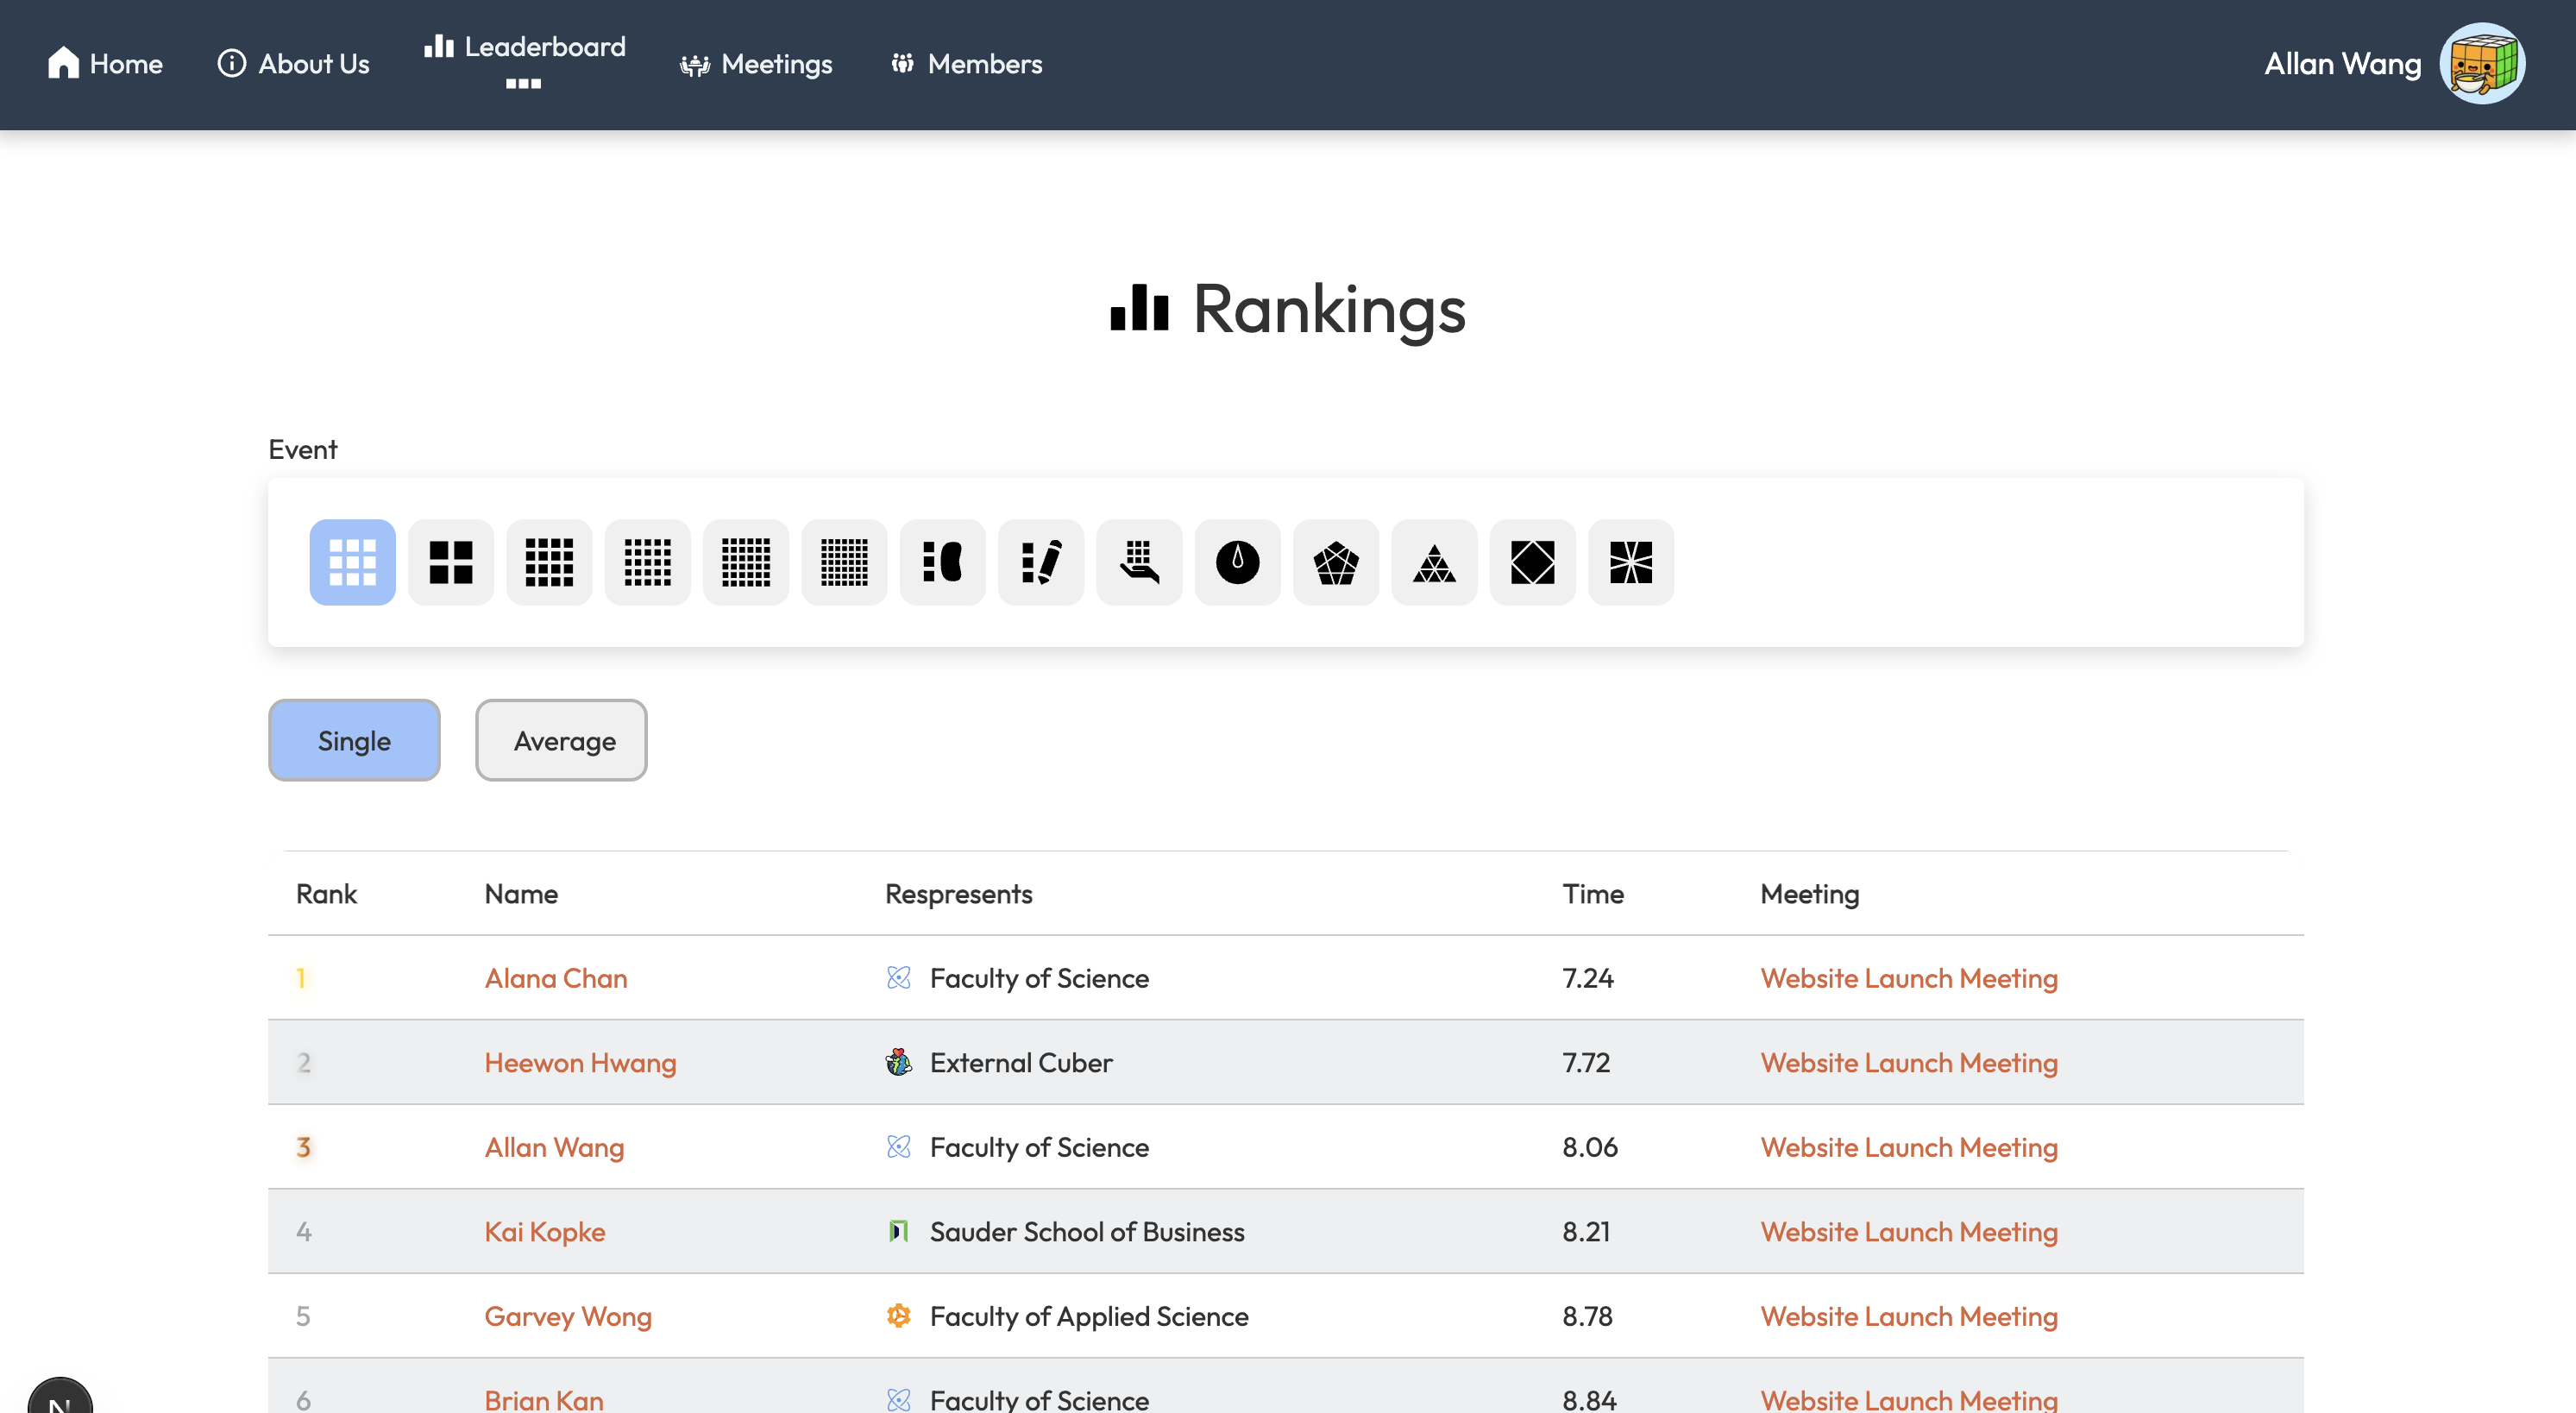 Home About Us Leaderboard Meetings Members Allan Wang
Rankings
Event
Single Average
Rank Name Respresents Time Meeting
1 Alana Chan Faculty of Science 7.24 Website Launch Meeting
2 Heewon Hwang External Cuber 7.72 Website Launch Meeting
3 Allan Wang Faculty of Science 8.06 Website Launch Meeting
4 Kai Kopke Sauder School of Business 8.21 Website Launch Meeting
5 Garvey Wong Faculty of Applied Science 8.78 Website Launch Meeting
6 Brian Kan Faculty of Science 8.84 Website Launch Meeting
N